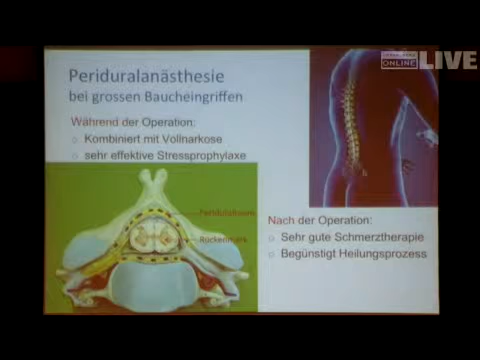 ONLINE
LIVE
Periduralanästhesie
bei grossen Baucheingriffen
Während der Operation:
Kombiniert mit Vollnarkose
sehr effektive Stressprophylaxe
Periduralraum
Rückenmark
Nach der Operation:
Sehr gute Schmerztherapie
Begünstigt Heilungsprozess